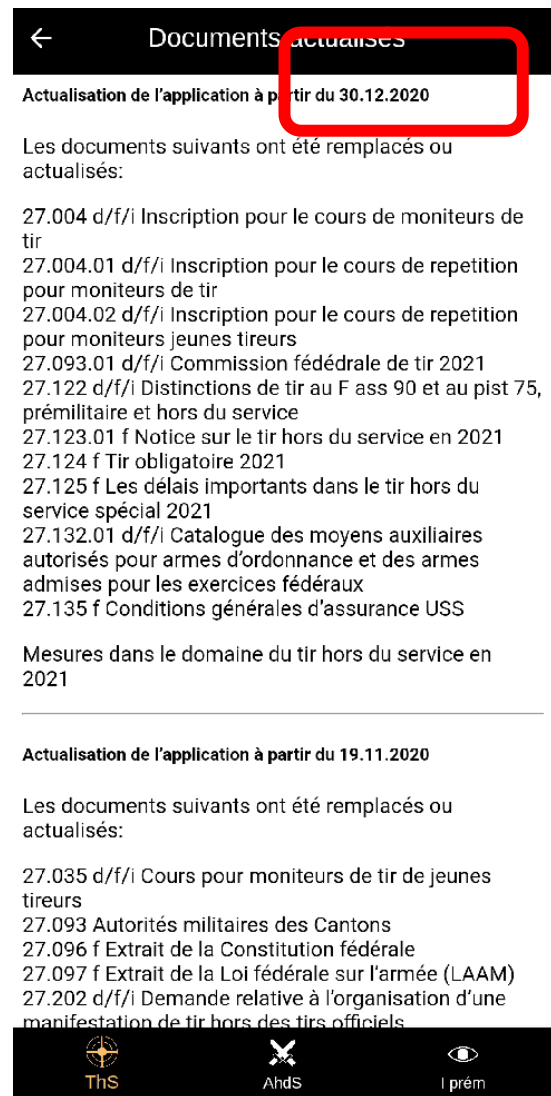 Documents actualisés
Actualisation de l'application à partir du 30.12.2020
Les documents suivants ont été remplacés ou
actualisés:
27.004 d/f/i Inscription pour le cours de moniteurs de
tir
27.004.01 d/f/i Inscription pour le cours de repetition
pour moniteurs de tir
27.004.02 d/f/i Inscription pour le cours de repetition
pour moniteurs jeunes tireurs
27.093.01 d/f/i Commission fédédrale de tir 2021
27.122 d/f/i Distinctions de tir au F ass 90 et au pist 75,
prémilitaire et hors du service
27.123.01 f Notice sur le tir hors du service en 2021
27.124 f Tir obligatoire 2021
27.125 f Les délais importants dans le tir hors du
service spécial 2021
27.132.01 d/f/i Catalogue des moyens auxiliaires
autorisés pour armes d'ordonnance et des armes
admises pour les exercices fédéraux
27.135 f Conditions générales d'assurance USS
Mesures dans le domaine du tir hors du service en
2021
Actualisation de l'application à partir du 19.11.2020
Les documents suivants ont été remplacés ou
actualisés:
27.035 d/f/i Cours pour moniteurs de tir de jeunes
tireurs
27.093 Autorités militaires des Cantons
27.096 f Extrait de la Constitution fédérale
27.097 f Extrait de la Loi fédérale sur l'armée (LAAM)
27.202 d/f/i Demande relative à l'organisation d'une
manifestation de tir hors des tirs officiels
ThS
AhdS
I prém